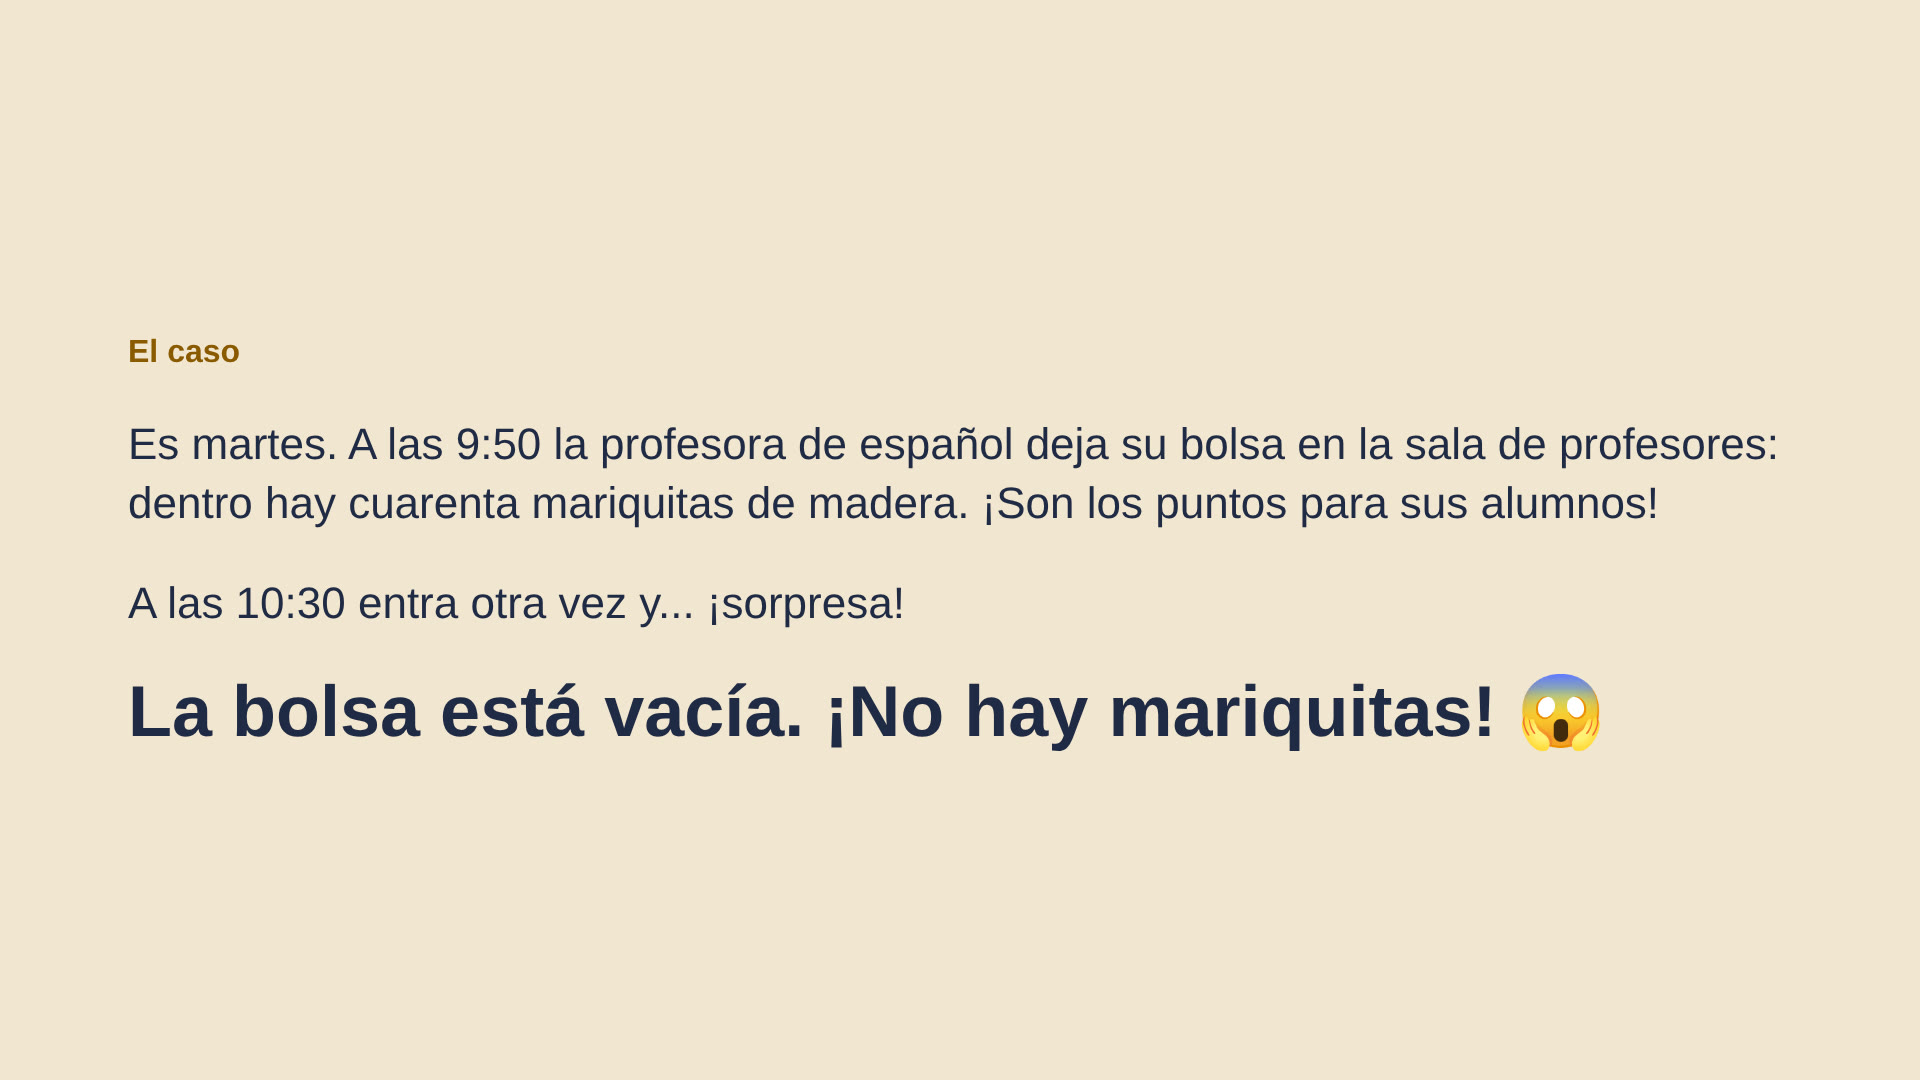 El caso
Es martes. A las 9:50 la profesora de español deja su bolsa en la sala de profesores:
dentro hay cuarenta mariquitas de madera. ¡Son los puntos para sus alumnos!
A las 10:30 entra otra vez y... ¡sorpresa!
La bolsa está vacía. ¡No hay mariquitas! 😱